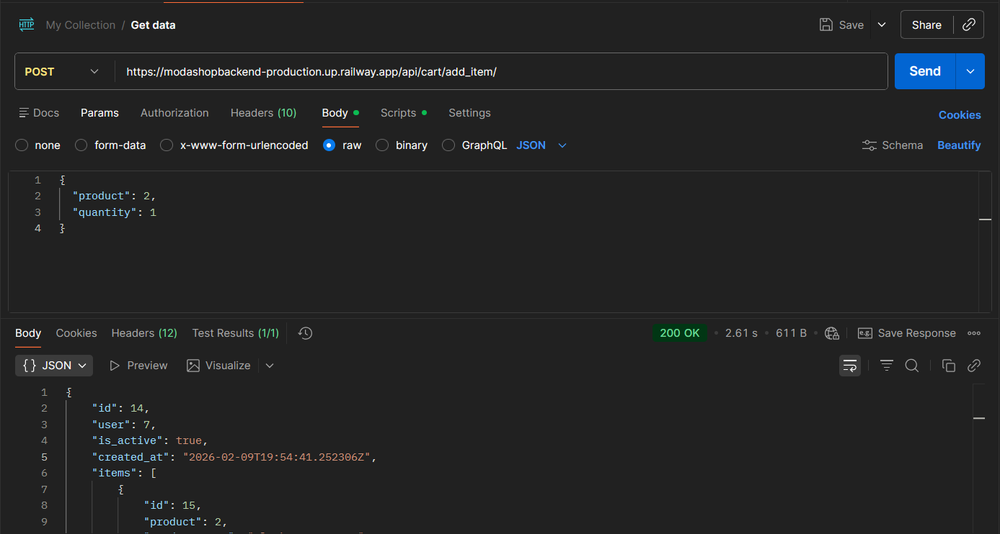 HTTP My Collection / Get data Save Share
POST https://modashopbackend-production.up.railway.app/api/cart/add_item/ Send
Docs Params Authorization Headers (10) Body Scripts Settings Cookies
none form-data x-www-form-urlencoded raw binary GraphQL JSON Schema Beautify
1 {
2 "product": 2,
3 "quantity": 1
4 }
Body Cookies Headers (12) Test Results (1/1) 200 OK • 2.61 s • 611 B • e.g. Save Response
{} JSON Preview Visualize
1 {
2 "id": 14,
3 "user": 7,
4 "is_active": true,
5 "created_at": "2026-02-09T19:54:41.252306Z",
6 "items": [
7 {
8 "id": 15,
9 "product": 2,